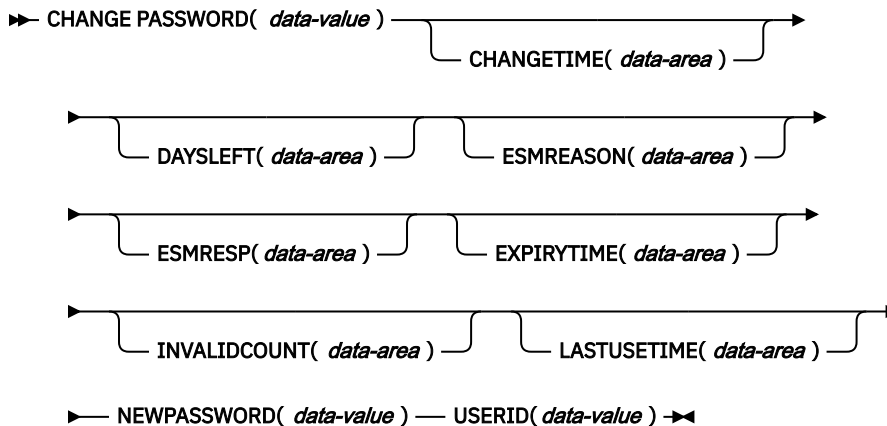 CHANGE PASSWORD( data-value )
CHANGETIME( data-area )
DAYSLEFT( data-area )
ESMREASON( data-area )
ESMRESP( data-area )
EXPIRYTIME( data-area )
INVALIDCOUNT( data-area )
LASTUSETIME( data-area )
NEWPASSWORD( data-value )
USERID( data-value )